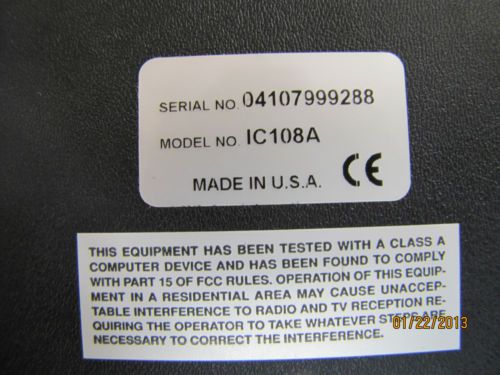 SERIAL NO. 04107999288
MODEL NO. IC108A
MADE IN U.S.A. CE
THIS EQUIPMENT HAS BEEN TESTED WITH A CLASS A
COMPUTER DEVICE AND HAS BEEN FOUND TO COMPLY
WITH PART 15 OF FCC RULES. OPERATION OF THIS EQUIP-
MENT IN A RESIDENTIAL AREA MAY CAUSE UNACCEP-
TABLE INTERFERENCE TO RADIO AND TV RECEPTION RE-
QUIRING THE OPERATOR TO TAKE WHATEVER STEPS ARE
NECESSARY TO CORRECT THE INTERFERENCE.
01/22/2013